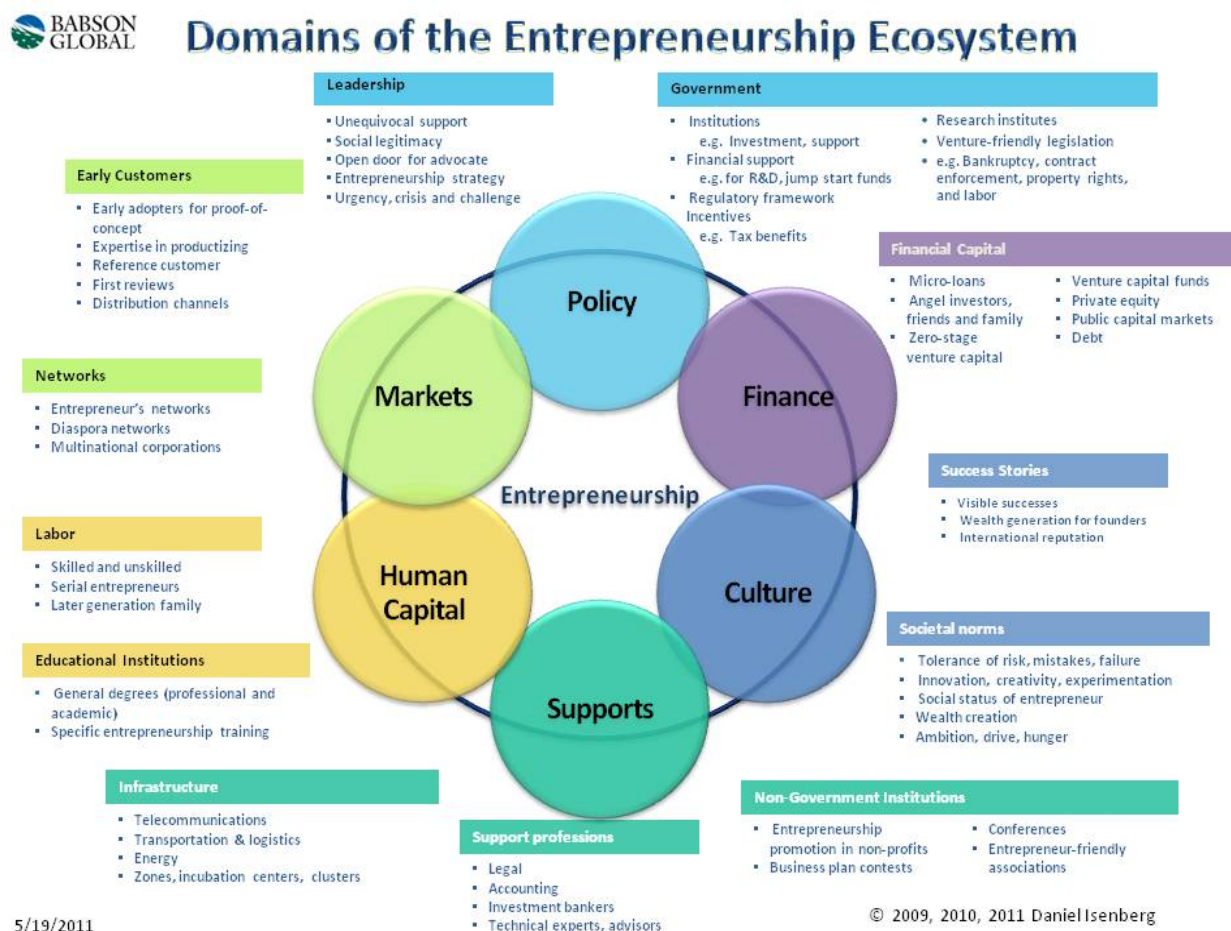 BABSON
GLOBAL
Domains of the Entrepreneurship Ecosystem
Leadership
▪ Unequivocal support
▪ Social legitimacy
▪ Open door for advocate
▪ Entrepreneurship strategy
▪ Urgency, crisis and challenge
Government
▪ Institutions
e.g. Investment, support
▪ Financial support
e.g. for R&D, jump start funds
▪ Regulatory framework
Incentives
e.g. Tax benefits
• Research institutes
• Venture-friendly legislation
• e.g. Bankruptcy, contract
enforcement, property rights,
and labor
Early Customers
▪ Early adopters for proof-of-
concept
▪ Expertise in productizing
▪ Reference customer
▪ First reviews
▪ Distribution channels
Financial Capital
▪ Micro-loans
▪ Angel investors,
friends and family
▪ Zero-stage
venture capital
▪ Venture capital funds
▪ Private equity
▪ Public capital markets
▪ Debt
Networks
▪ Entrepreneur's networks
▪ Diaspora networks
▪ Multinational corporations
Policy
Markets
Finance
Entrepreneurship
Human
Capital
Culture
Supports
Success Stories
▪ Visible successes
▪ Wealth generation for founders
▪ International reputation
Labor
▪ Skilled and unskilled
▪ Serial entrepreneurs
▪ Later generation family
Societal norms
▪ Tolerance of risk, mistakes, failure
▪ Innovation, creativity, experimentation
▪ Social status of entrepreneur
▪ Wealth creation
▪ Ambition, drive, hunger
Educational Institutions
▪ General degrees (professional and
academic)
▪ Specific entrepreneurship training
Infrastructure
▪ Telecommunications
▪ Transportation & logistics
▪ Energy
▪ Zones, incubation centers, clusters
Support professions
▪ Legal
▪ Accounting
▪ Investment bankers
▪ Technical experts, advisors
Non-Government Institutions
▪ Entrepreneurship
promotion in non-profits
▪ Business plan contests
▪ Conferences
▪ Entrepreneur-friendly
associations
5/19/2011
© 2009, 2010, 2011 Daniel Isenberg